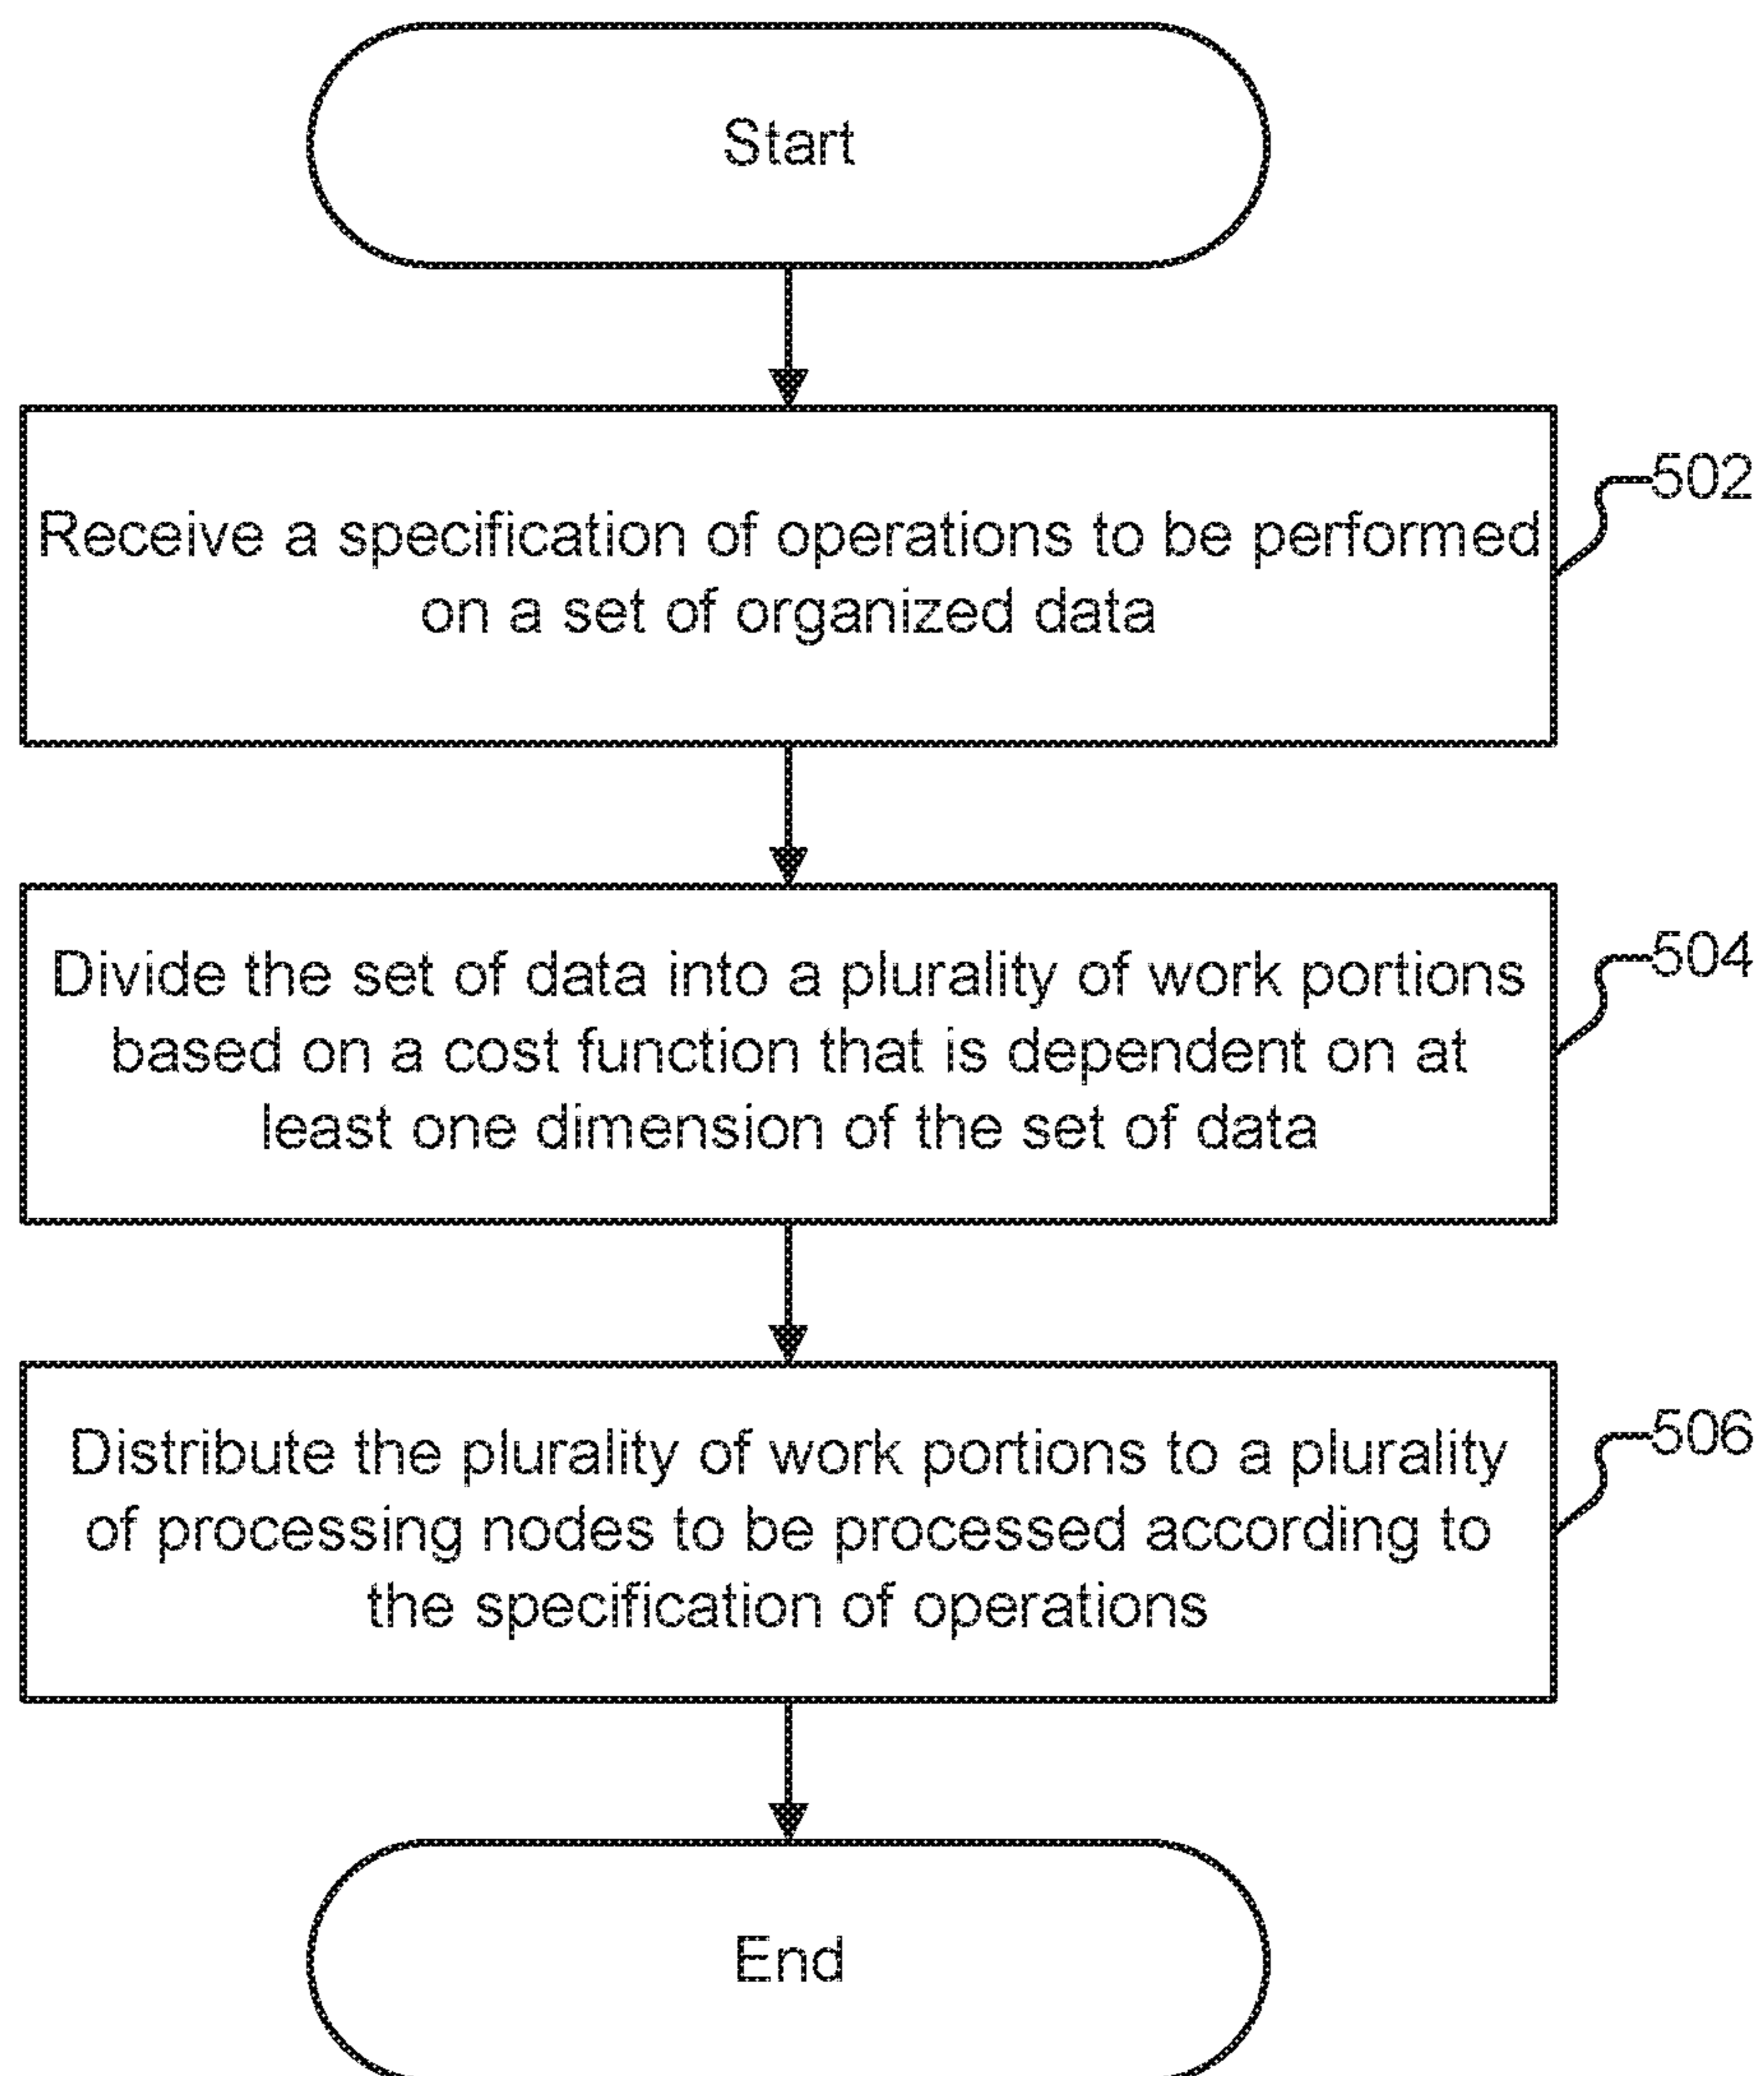 Start
Receive a specification of operations to be performed
on a set of organized data
502
Divide the set of data into a plurality of work portions
based on a cost function that is dependent on at
least one dimension of the set of data
504
Distribute the plurality of work portions to a plurality
of processing nodes to be processed according to
the specification of operations
506
End